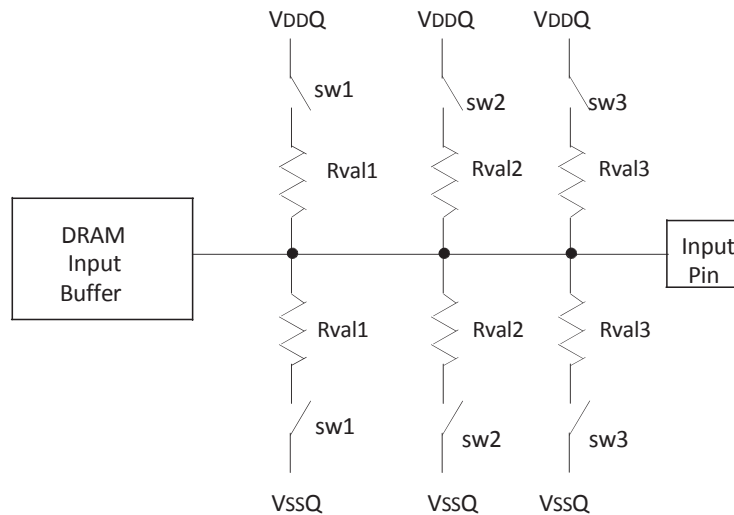 VDDQ VDDQ VDDQ
sw1 sw2 sw3
Rval1 Rval2 Rval3
DRAM
Input
Buffer
Input
Pin
Rval1 Rval2 Rval3
sw1 sw2 sw3
VSSQ VSSQ VSSQ